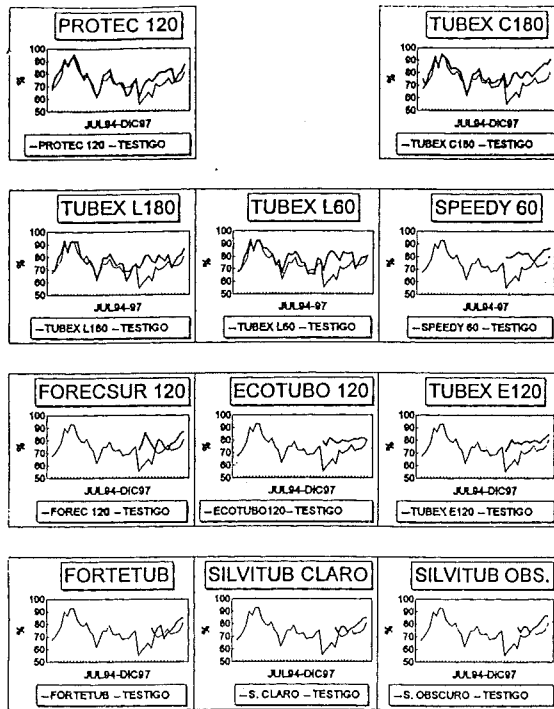 PROTEC 120
TUBEX C180
100
90
80
70
60
50
%
JUL94-DIC97
100
90
80
70
60
50
%
JUL94-DIC97
–PROTEC 120 –TESTIGO
–TUBEX C180 –TESTIGO
TUBEX L180
TUBEX L60
SPEEDY 60
100
90
80
70
60
50
%
JUL94-97
100
90
80
70
60
50
%
JUL94-97
100
90
80
70
60
50
%
JUL94-DIC97
–TUBEX L180 –TESTIGO
–TUBEX L60 –TESTIGO
–SPEEDY 60 –TESTIGO
FORECSUR 120
ECOTUBO 120
TUBEX E120
100
90
80
70
60
50
%
JUL94-DIC97
100
90
80
70
60
50
%
JUL94-DIC97
100
90
80
70
60
50
%
JUL94-DIC97
–FOREC 120 –TESTIGO
–ECOTUBO120 –TESTIGO
–TUBEX E120 –TESTIGO
FORTETUB
SILVITUB CLARO
SILVITUB OBS.
100
90
80
70
60
50
%
JUL94-DIC97
100
90
80
70
60
50
%
JUL94-DIC97
100
90
80
70
60
50
%
JUL94-DIC97
–FORTETUB –TESTIGO
–S. CLARO –TESTIGO
–S. OBSCURO –TESTIGO